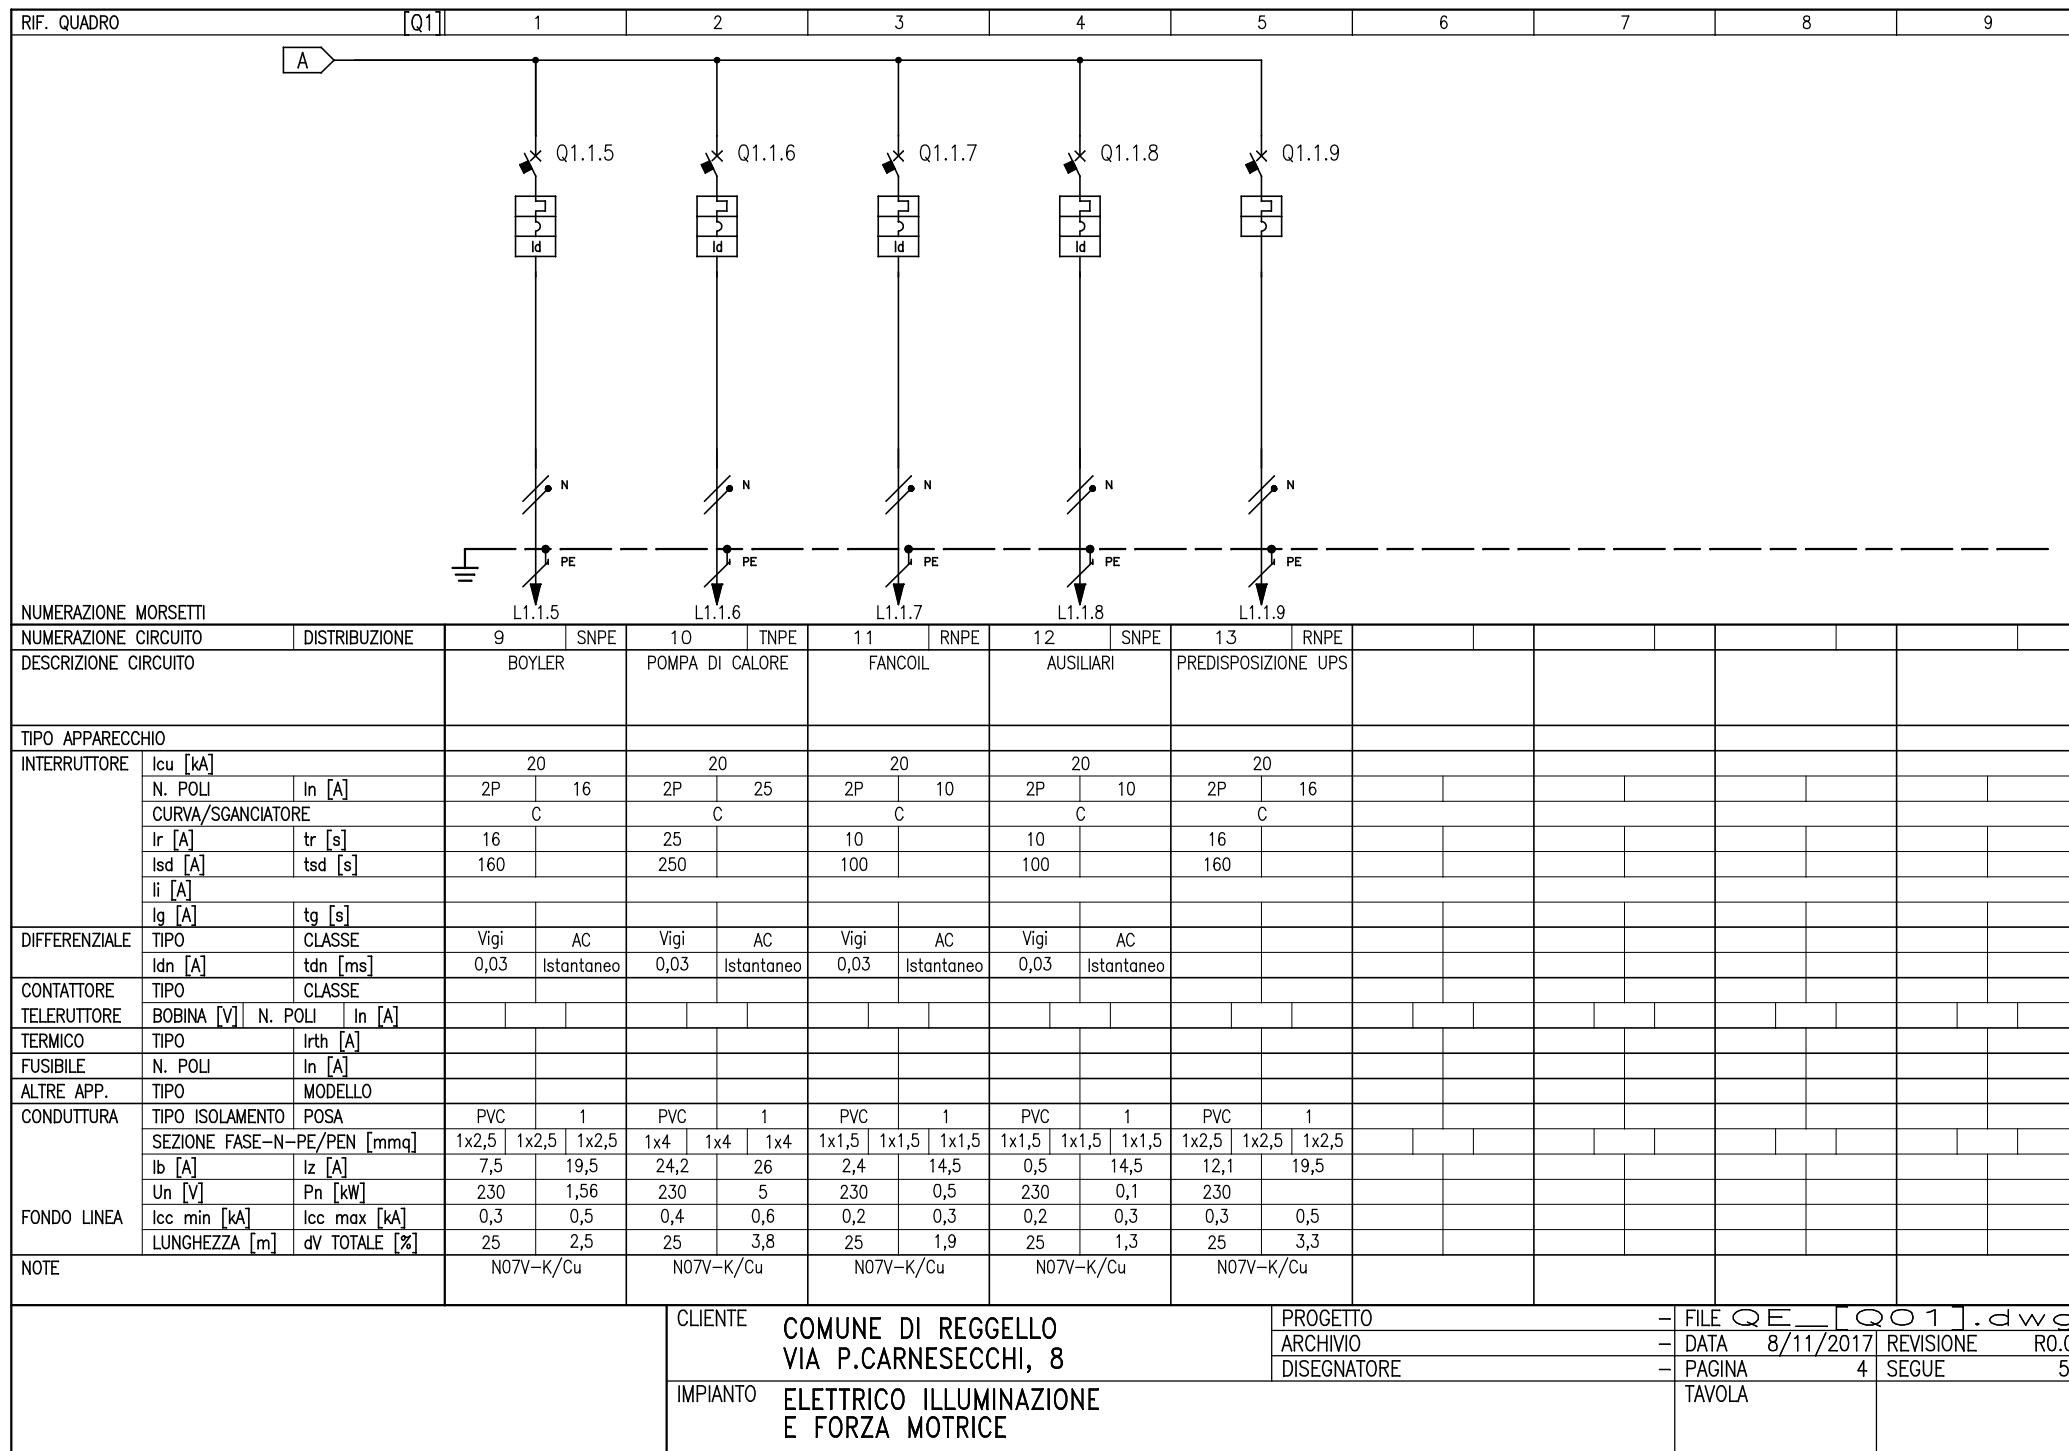 RIF. QUADRO [Q1] 1 2 3 4 5 6 7 8 9
A
Q1.1.5 Q1.1.6 Q1.1.7 Q1.1.8 Q1.1.9
Id Id Id Id
N N N N N
PE PE PE PE PE
NUMERAZIONE MORSETTI L1.1.5 L1.1.6 L1.1.7 L1.1.8 L1.1.9
NUMERAZIONE CIRCUITO DISTRIBUZIONE 9 SNPE 10 TNPE 11 RNPE 12 SNPE 13 RNPE
DESCRIZIONE CIRCUITO BOYLER POMPA DI CALORE FANCOIL AUSILIARI PREDISPOSIZIONE UPS
TIPO APPARECCHIO
INTERRUTTORE Icu [kA] 20 20 20 20 20
N. POLI In [A] 2P 16 2P 25 2P 10 2P 10 2P 16
CURVA/SGANCIATORE C C C C C
Ir [A] tr [s] 16 25 10 10 16
Isd [A] tsd [s] 160 250 100 100 160
Ii [A]
Ig [A] tg [s]
DIFFERENZIALE TIPO CLASSE Vigi AC Vigi AC Vigi AC Vigi AC
Idn [A] tdn [ms] 0,03 Istantaneo 0,03 Istantaneo 0,03 Istantaneo 0,03 Istantaneo
CONTATTORE TIPO CLASSE
TELERUTTORE BOBINA [V] N. POLI In [A]
TERMICO TIPO Irth [A]
FUSIBILE N. POLI In [A]
ALTRE APP. TIPO MODELLO
CONDUTTURA TIPO ISOLAMENTO POSA PVC 1 PVC 1 PVC 1 PVC 1 PVC 1
SEZIONE FASE-N-PE/PEN [mmq] 1x2,5 1x2,5 1x2,5 1x4 1x4 1x4 1x1,5 1x1,5 1x1,5 1x1,5 1x1,5 1x1,5 1x2,5 1x2,5 1x2,5
Ib [A] Iz [A] 7,5 19,5 24,2 26 2,4 14,5 0,5 14,5 12,1 19,5
Un [V] Pn [kW] 230 1,56 230 5 230 0,5 230 0,1 230
FONDO LINEA Icc min [kA] Icc max [kA] 0,3 0,5 0,4 0,6 0,2 0,3 0,2 0,3 0,3 0,5
LUNGHEZZA [m] dV TOTALE [%] 25 2,5 25 3,8 25 1,9 25 1,3 25 3,3
NOTE N07V-K/Cu N07V-K/Cu N07V-K/Cu N07V-K/Cu N07V-K/Cu
CLIENTE COMUNE DI REGGELLO
VIA P.CARNESECCHI, 8
IMPIANTO ELETTRICO ILLUMINAZIONE
E FORZA MOTRICE
PROGETTO -
ARCHIVIO -
DISEGNATORE -
FILE QE_[Q01].dwg
DATA 8/11/2017 REVISIONE R0.0
PAGINA 4 SEGUE 5
TAVOLA